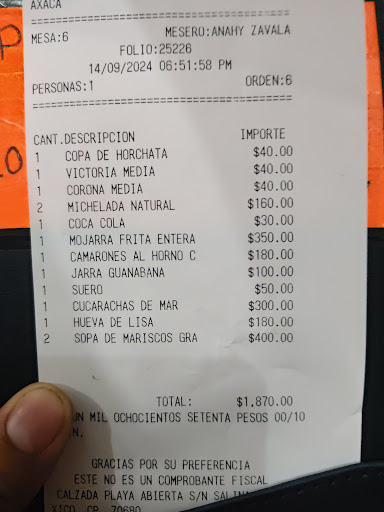 AXACA
MESA:6 MESERO:ANAHY ZAVALA
FOLIO:25226
14/09/2024 06:51:58 PM
PERSONAS:1 ORDEN:6
CANT.DESCRIPCION IMPORTE
1 COPA DE HORCHATA $40.00
1 VICTORIA MEDIA $40.00
1 CORONA MEDIA $40.00
2 MICHELADA NATURAL $160.00
1 COCA COLA $30.00
1 MOJARRA FRITA ENTERA $350.00
1 CAMARONES AL HORNO C $180.00
1 JARRA GUANABANA $100.00
1 SUERO $50.00
1 CUCARACHAS DE MAR $300.00
1 HUEVA DE LISA $180.00
2 SOPA DE MARISCOS GRA $400.00
TOTAL: $1,870.00
UN MIL OCHOCIENTOS SETENTA PESOS 00/10
N.
GRACIAS POR SU PREFERENCIA
ESTE NO ES UN COMPROBANTE FISCAL
CALZADA PLAYA ABIERTA S/N SALINA
XICO, CP. 70680